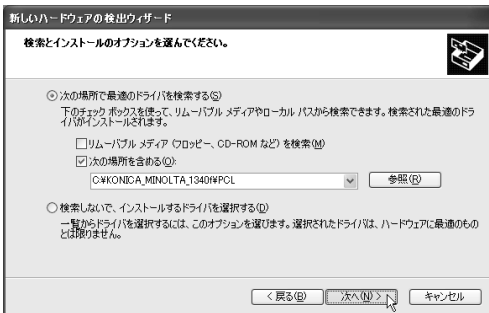 新しいハードウェアの検出ウィザード
検索とインストールのオプションを選んでください。
次の場所で最適のドライバを検索する(S)
下のチェック ボックスを使って、リムーバブル メディアやローカル パスから検索できます。検索された最適のドラ
イバがインストールされます。
リムーバブル メディア (フロッピー、CD-ROM など) を検索(M)
次の場所を含める(O):
C:¥KONICA_MINOLTA_1340f¥PCL
参照(R)
検索しないで、インストールするドライバを選択する(D)
一覧からドライバを選択するには、このオプションを選びます。選択されたドライバは、ハードウェアに最適のもの
とは限りません。
< 戻る(B) 次へ(N) > キャンセル